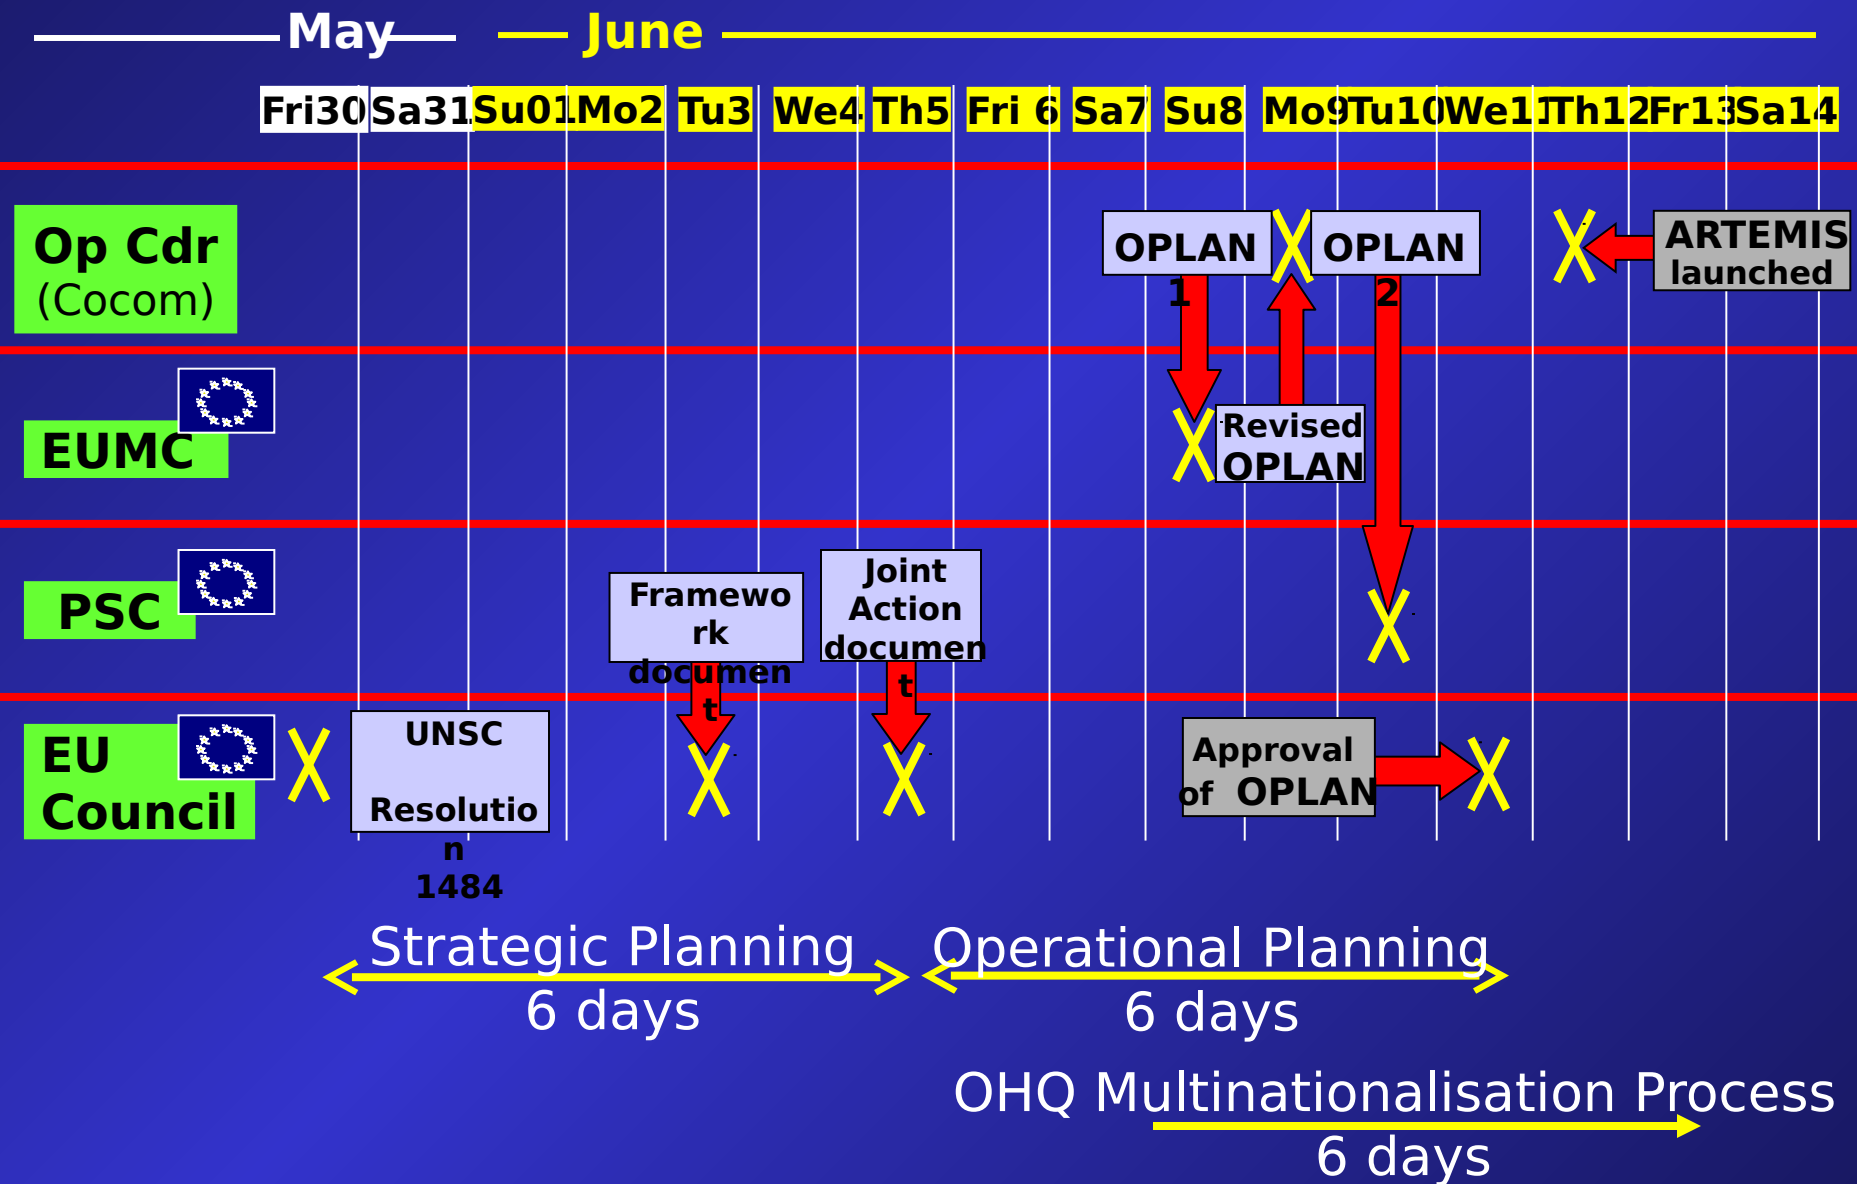 May June
Fri30 Sa31 Su01 Mo2 Tu3 We4 Th5 Fri 6 Sa7 Su8 Mo9 Tu10 We11 Th12 Fr13 Sa14
Op Cdr
(Cocom)
OPLAN
1
OPLAN
2
ARTEMIS
launched
EUMC
Revised
OPLAN
PSC
Framewo
rk
documen
t
Joint
Action
documen
t
EU
Council
UNSC
Resolutio
n
1484
Approval
of OPLAN
Strategic Planning
6 days
Operational Planning
6 days
OHQ Multinationalisation Process
6 days